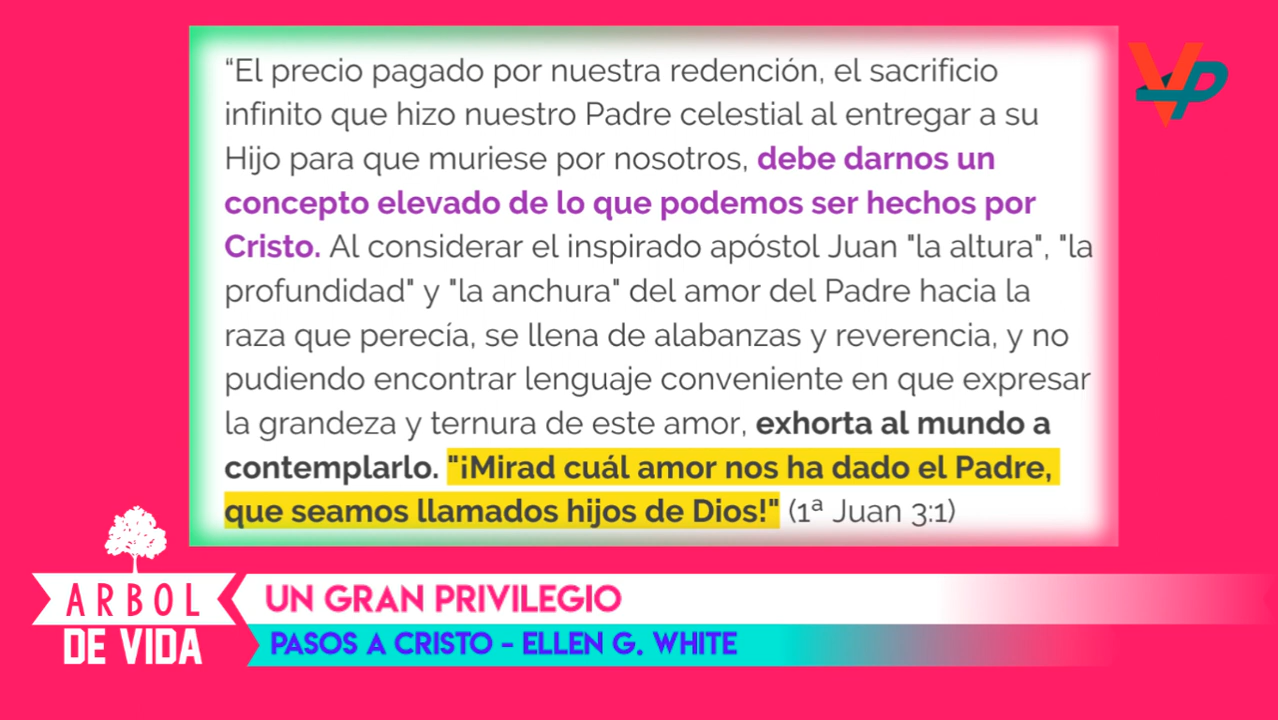 “El precio pagado por nuestra redención, el sacrificio
infinito que hizo nuestro Padre celestial al entregar a su
Hijo para que muriese por nosotros, debe darnos un
concepto elevado de lo que podemos ser hechos por
Cristo. Al considerar el inspirado apóstol Juan "la altura", "la
profundidad" y "la anchura" del amor del Padre hacia la
raza que perecía, se llena de alabanzas y reverencia, y no
pudiendo encontrar lenguaje conveniente en que expresar
la grandeza y ternura de este amor, exhorta al mundo a
contemplarlo. "¡Mirad cuál amor nos ha dado el Padre,
que seamos llamados hijos de Dios!" (1ª Juan 3:1)
VP
ARBOL
DE VIDA
UN GRAN PRIVILEGIO
PASOS A CRISTO - ELLEN G. WHITE